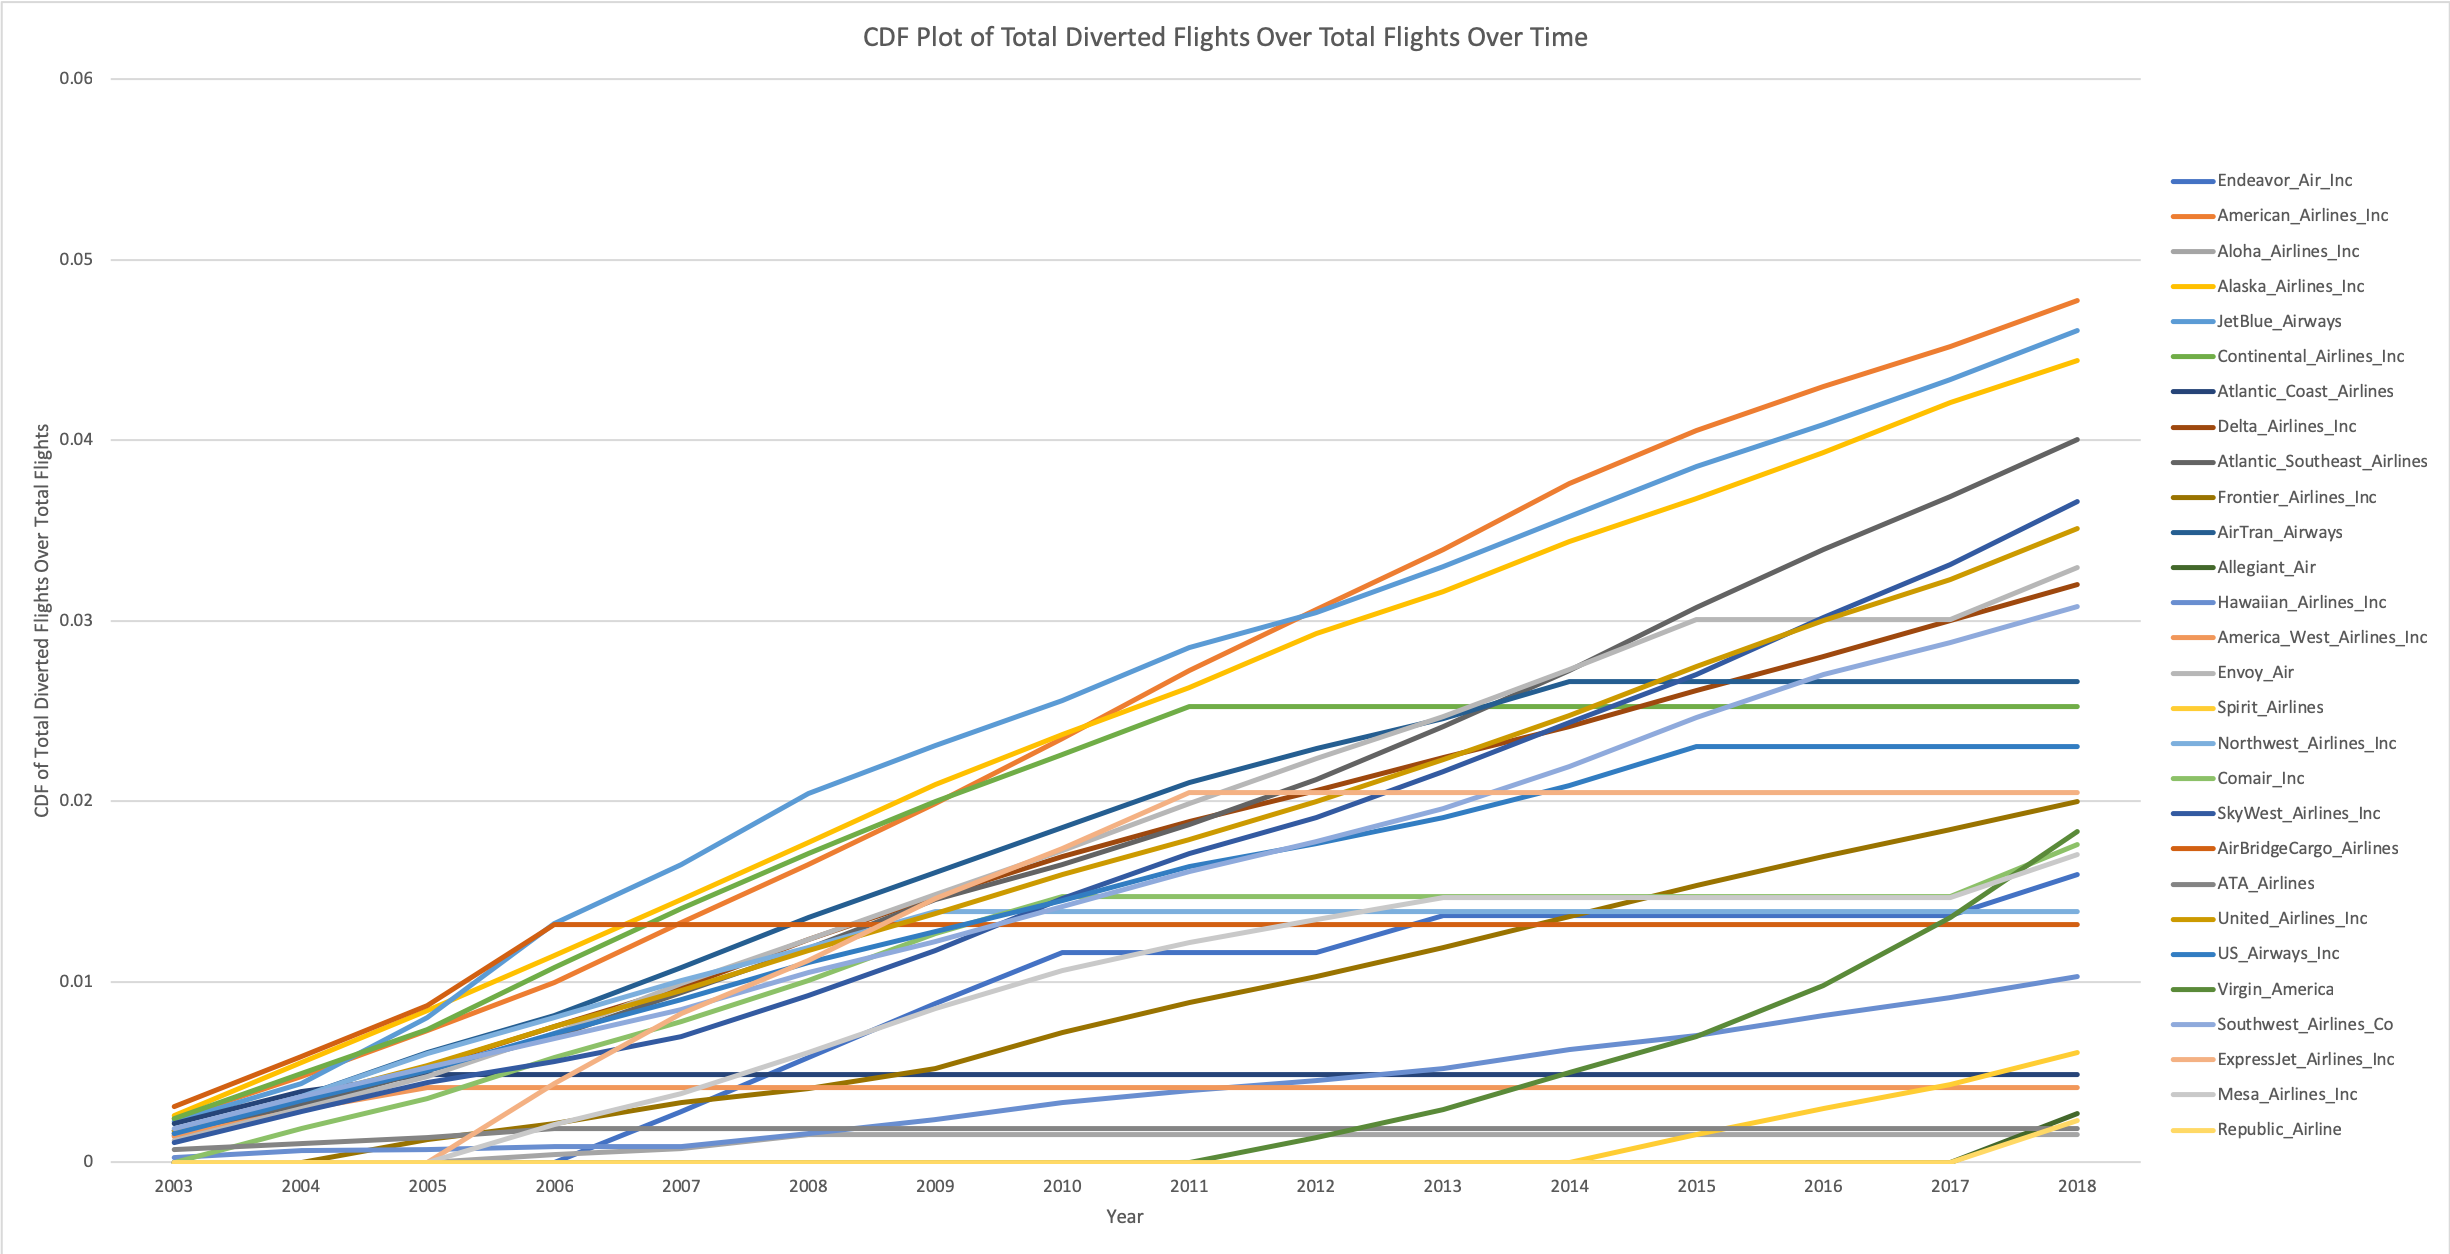 CDF Plot of Total Diverted Flights Over Total Flights Over Time
CDF of Total Diverted Flights Over Total Flights
0.06
0.05
0.04
0.03
0.02
0.01
0
2003 2004 2005 2006 2007 2008 2009 2010 2011 2012 2013 2014 2015 2016 2017 2018
Year
Endeavor_Air_Inc
American_Airlines_Inc
Aloha_Airlines_Inc
Alaska_Airlines_Inc
JetBlue_Airways
Continental_Airlines_Inc
Atlantic_Coast_Airlines
Delta_Airlines_Inc
Atlantic_Southeast_Airlines
Frontier_Airlines_Inc
AirTran_Airways
Allegiant_Air
Hawaiian_Airlines_Inc
America_West_Airlines_Inc
Envoy_Air
Spirit_Airlines
Northwest_Airlines_Inc
Comair_Inc
SkyWest_Airlines_Inc
AirBridgeCargo_Airlines
ATA_Airlines
United_Airlines_Inc
US_Airways_Inc
Virgin_America
Southwest_Airlines_Co
ExpressJet_Airlines_Inc
Mesa_Airlines_Inc
Republic_Airline